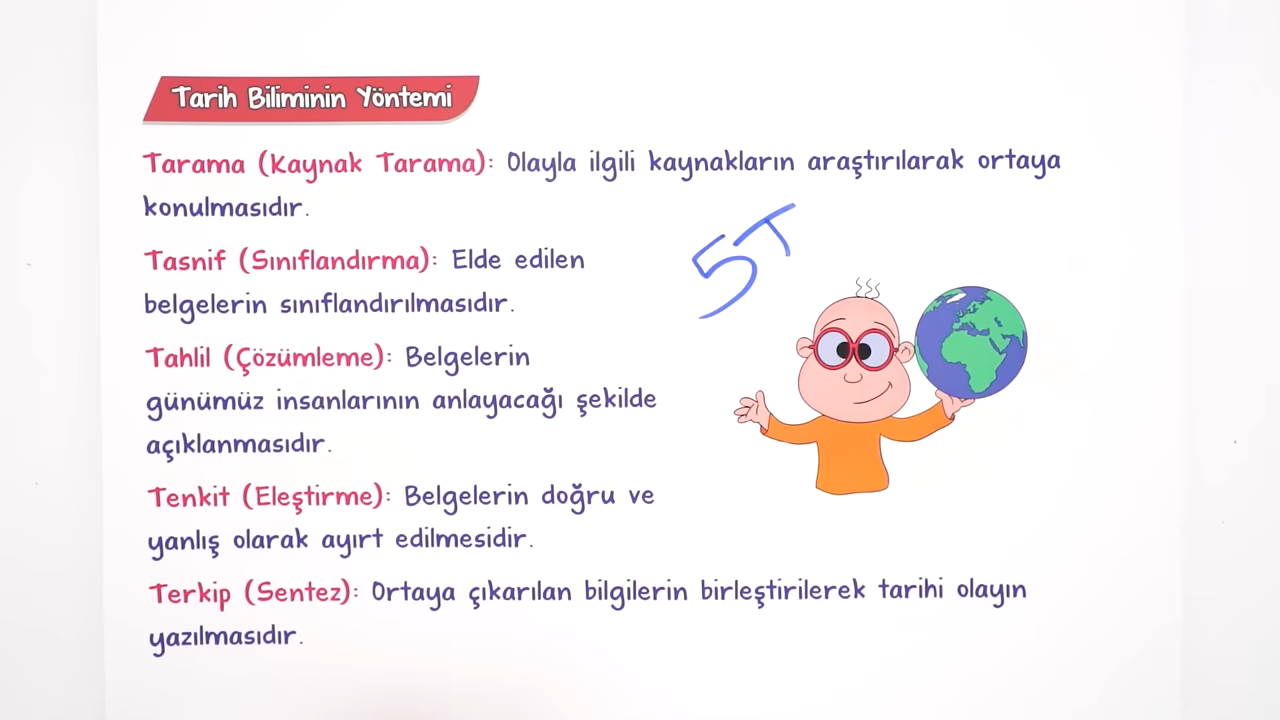 Tarih Biliminin Yöntemi
Tarama (Kaynak Tarama): Olayla ilgili kaynakların araştırılarak ortaya
konulmasıdır.
5T
Tasnif (Sınıflandırma): Elde edilen
belgelerin sınıflandırılmasıdır.
Tahlil (Çözümleme): Belgelerin
günümüz insanlarının anlayacağı şekilde
açıklanmasıdır.
Tenkit (Eleştirme): Belgelerin doğru ve
yanlış olarak ayırt edilmesidir.
Terkip (Sentez): Ortaya çıkarılan bilgilerin birleştirilerek tarihi olayın
yazılmasıdır.